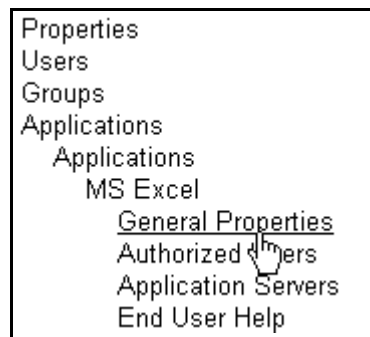 Properties
Users
Groups
Applications
Applications
MS Excel
General Properties
Authorized
Application Servers
End User Help